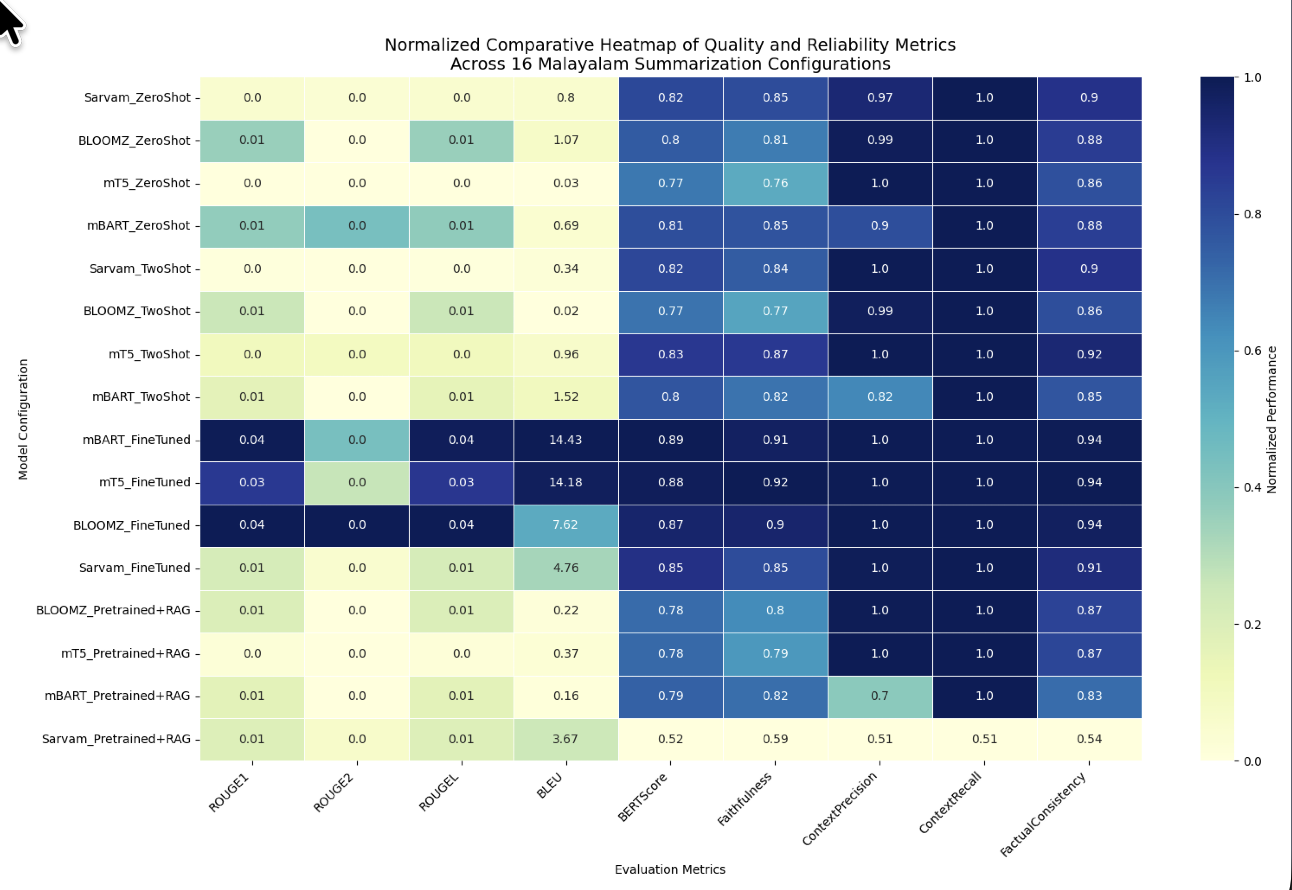 Normalized Comparative Heatmap of Quality and Reliability Metrics
Across 16 Malayalam Summarization Configurations
Model Configuration
Sarvam_ZeroShot 0.0 0.0 0.0 0.8 0.82 0.85 0.97 1.0 0.9
BLOOMZ_ZeroShot 0.01 0.0 0.01 1.07 0.8 0.81 0.99 1.0 0.88
mT5_ZeroShot 0.0 0.0 0.0 0.03 0.77 0.76 1.0 1.0 0.86
mBART_ZeroShot 0.01 0.0 0.01 0.69 0.81 0.85 0.9 1.0 0.88
Sarvam_TwoShot 0.0 0.0 0.0 0.34 0.82 0.84 1.0 1.0 0.9
BLOOMZ_TwoShot 0.01 0.0 0.01 0.02 0.77 0.77 0.99 1.0 0.86
mT5_TwoShot 0.0 0.0 0.0 0.96 0.83 0.87 1.0 1.0 0.92
mBART_TwoShot 0.01 0.0 0.01 1.52 0.8 0.82 0.82 1.0 0.85
mBART_FineTuned 0.04 0.0 0.04 14.43 0.89 0.91 1.0 1.0 0.94
mT5_FineTuned 0.03 0.0 0.03 14.18 0.88 0.92 1.0 1.0 0.94
BLOOMZ_FineTuned 0.04 0.0 0.04 7.62 0.87 0.9 1.0 1.0 0.94
Sarvam_FineTuned 0.01 0.0 0.01 4.76 0.85 0.85 1.0 1.0 0.91
BLOOMZ_Pretrained+RAG 0.01 0.0 0.01 0.22 0.78 0.8 1.0 1.0 0.87
mT5_Pretrained+RAG 0.0 0.0 0.0 0.37 0.78 0.79 1.0 1.0 0.87
mBART_Pretrained+RAG 0.01 0.0 0.01 0.16 0.79 0.82 0.7 1.0 0.83
Sarvam_Pretrained+RAG 0.01 0.0 0.01 3.67 0.52 0.59 0.51 0.51 0.54
ROUGE1 ROUGE2 ROUGEL BLEU BERTScore Faithfulness ContextPrecision ContextRecall FactualConsistency
Evaluation Metrics
1.0
0.8
0.6
0.4
0.2
0.0
Normalized Performance